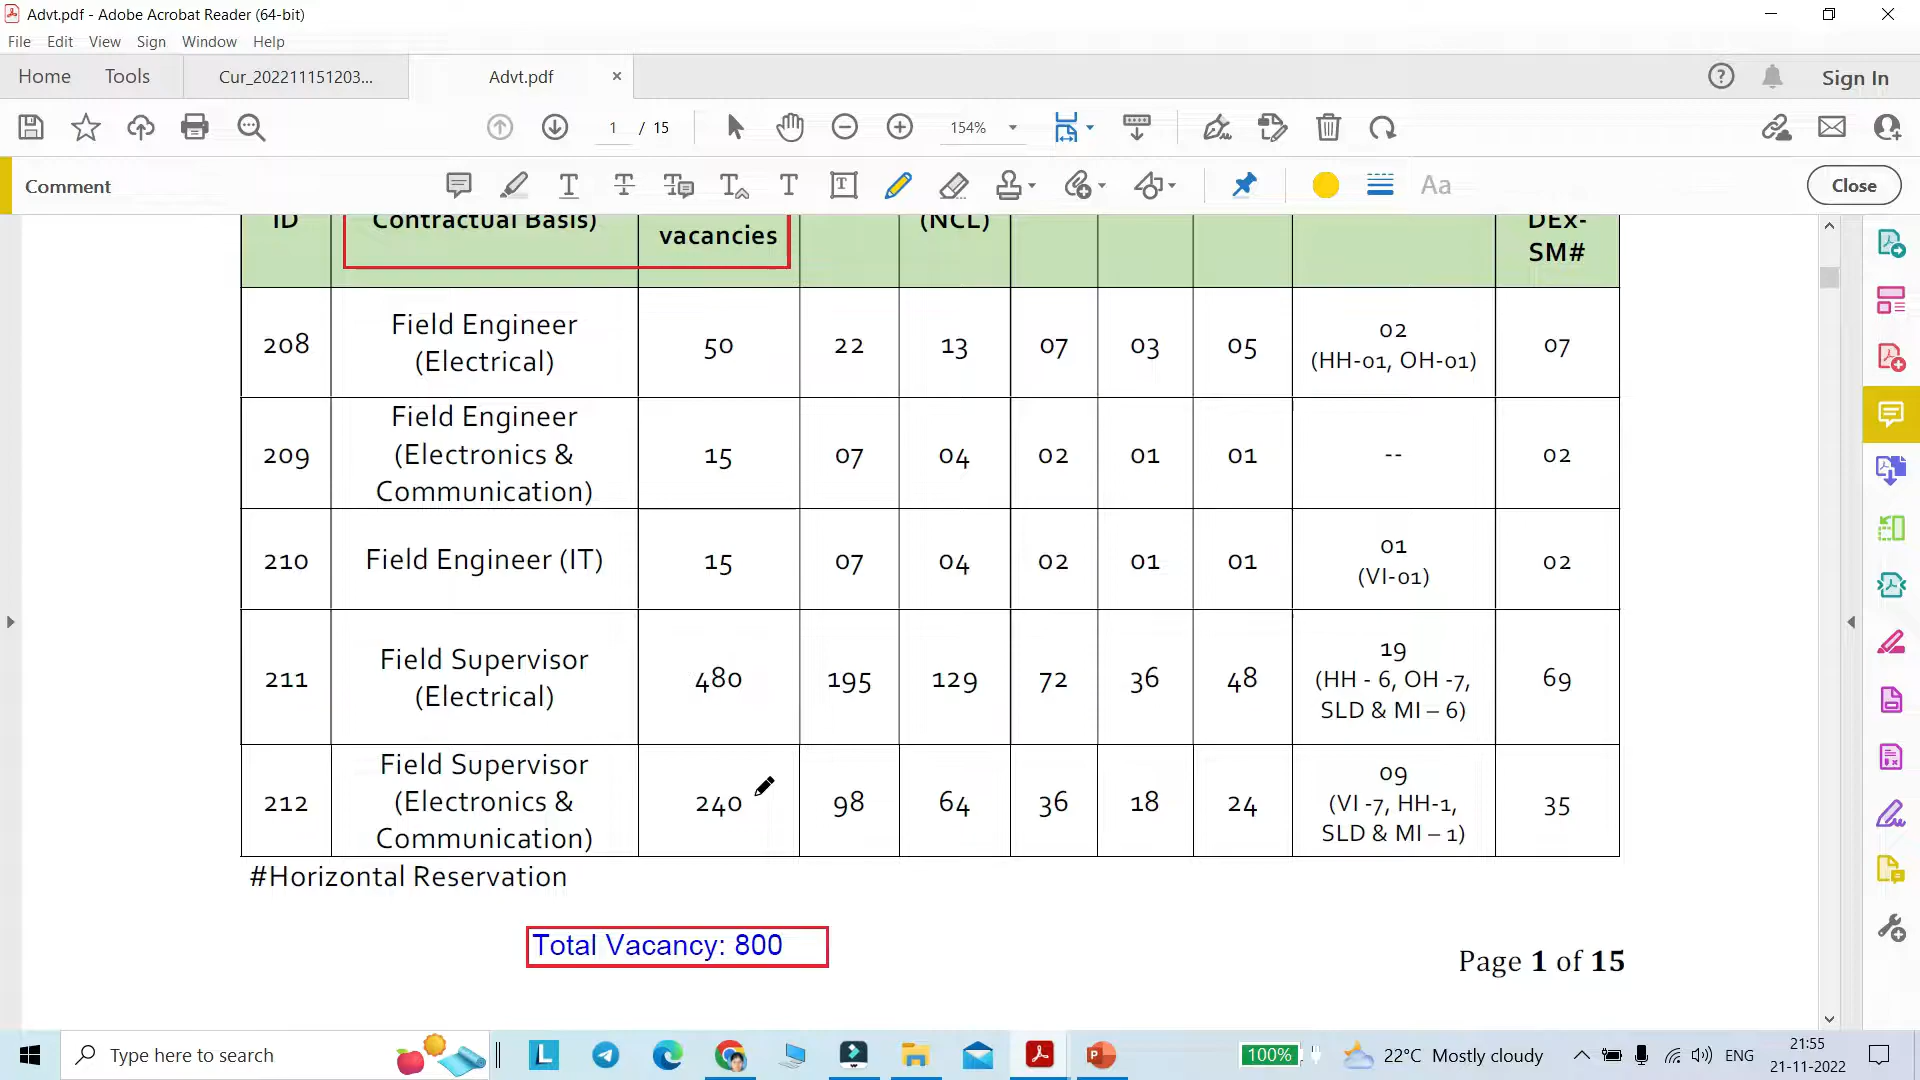 Advt.pdf - Adobe Acrobat Reader (64-bit)
File Edit View Sign Window Help
Home Tools Cur_202211151203... Advt.pdf × Sign In
1 / 15 154%
Comment Aa Close
ID Contractual Basis) vacancies (NCL) DEx-
SM#
208 Field Engineer
(Electrical) 50 22 13 07 03 05 02
(HH-01, OH-01) 07
209 Field Engineer
(Electronics &
Communication) 15 07 04 02 01 01 -- 02
210 Field Engineer (IT) 15 07 04 02 01 01 01
(VI-01) 02
211 Field Supervisor
(Electrical) 480 195 129 72 36 48 19
(HH - 6, OH -7,
SLD & MI – 6) 69
212 Field Supervisor
(Electronics &
Communication) 240 98 64 36 18 24 09
(VI -7, HH-1,
SLD & MI – 1) 35
#Horizontal Reservation
Total Vacancy: 800
Page 1 of 15
Type here to search 100% 22°C Mostly cloudy ENG 21:55
21-11-2022